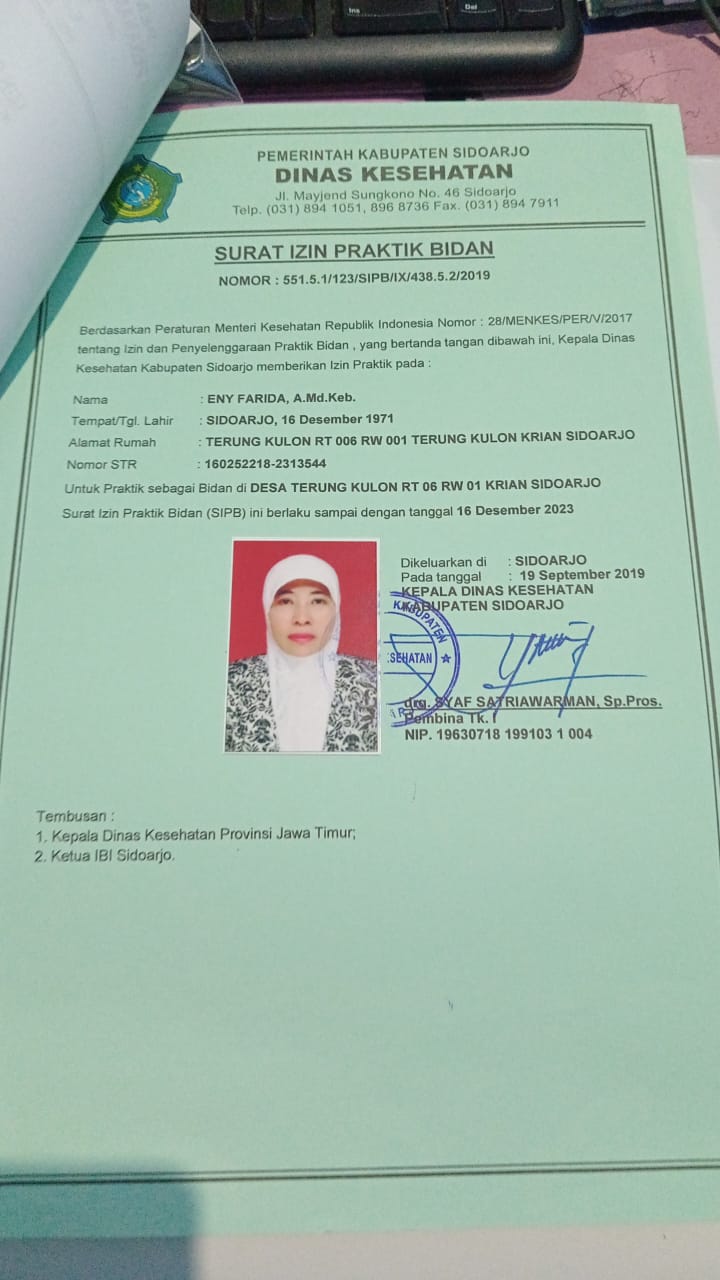 Ins
Del
PEMERINTAH KABUPATEN SIDOARJO
DINAS KESEHATAN
Jl. Mayjend Sungkono No. 46 Sidoarjo
Telp. (031) 894 1051, 896 8736 Fax. (031) 894 7911
SURAT IZIN PRAKTIK BIDAN
NOMOR : 551.5.1/123/SIPB/IX/438.5.2/2019
Berdasarkan Peraturan Menteri Kesehatan Republik Indonesia Nomor : 28/MENKES/PER/V/2017
tentang Izin dan Penyelenggaraan Praktik Bidan , yang bertanda tangan dibawah ini, Kepala Dinas
Kesehatan Kabupaten Sidoarjo memberikan Izin Praktik pada :
Nama : ENY FARIDA, A.Md.Keb.
Tempat/Tgl. Lahir : SIDOARJO, 16 Desember 1971
Alamat Rumah : TERUNG KULON RT 006 RW 001 TERUNG KULON KRIAN SIDOARJO
Nomor STR : 160252218-2313544
Untuk Praktik sebagai Bidan di DESA TERUNG KULON RT 06 RW 01 KRIAN SIDOARJO
Surat Izin Praktik Bidan (SIPB) ini berlaku sampai dengan tanggal 16 Desember 2023
Dikeluarkan di : SIDOARJO
Pada tanggal : 19 September 2019
KEPALA DINAS KESEHATAN
KABUPATEN SIDOARJO
KABUPATEN
SEHATAN
drg. SYAF SATRIAWARMAN, Sp.Pros.
Pembina Tk. I
NIP. 19630718 199103 1 004
Tembusan :
1. Kepala Dinas Kesehatan Provinsi Jawa Timur;
2. Ketua IBI Sidoarjo.